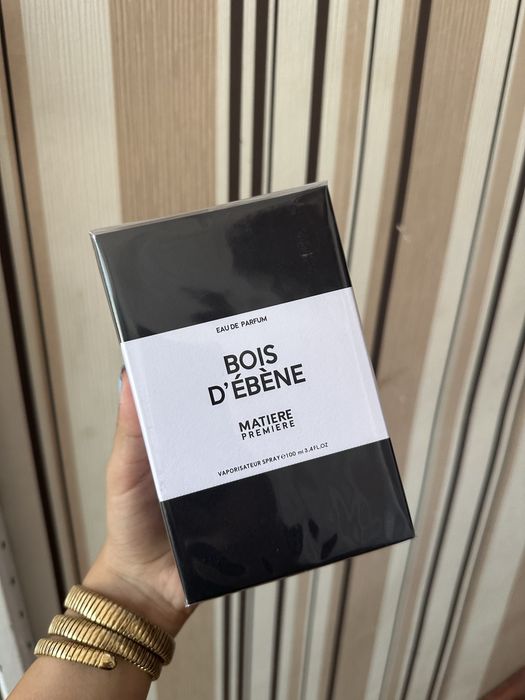 EAU DE PARFUM
BOIS
D'ÉBÈNE
MATIERE
PREMIERE
VAPORISATEUR SPRAY ℮ 100 ml 3,4FL.OZ